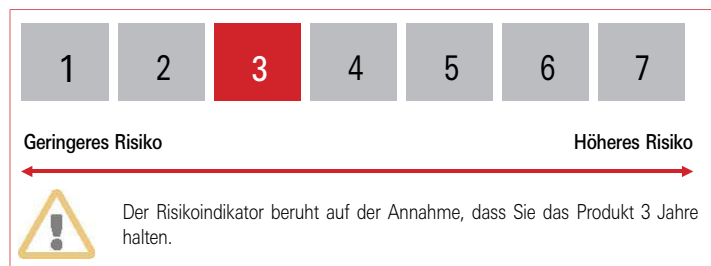 1 2 3 4 5 6 7
Geringeres Risiko Höheres Risiko
Der Risikoindikator beruht auf der Annahme, dass Sie das Produkt 3 Jahre
halten.